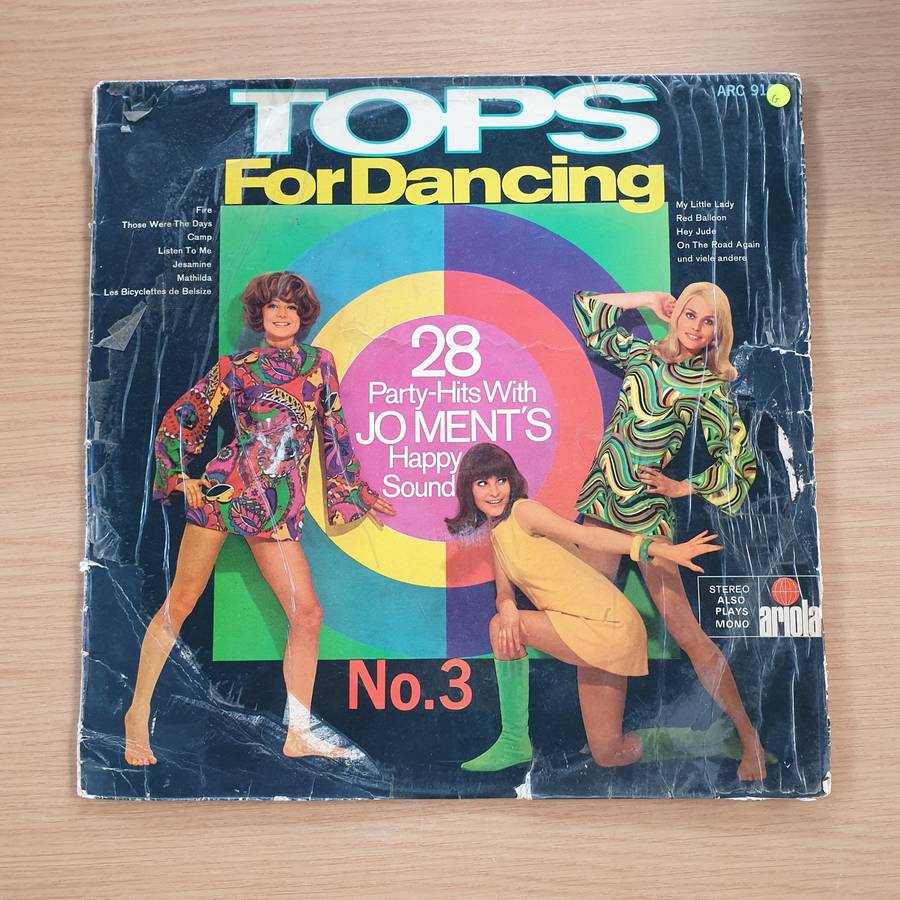 ARC 91
G
TOPS
For Dancing
Fire
Those Were The Days
Camp
Listen To Me
Jesamine
Mathilda
Les Bicyclettes de Belsize
My Little Lady
Red Balloon
Hey Jude
On The Road Again
und viele andere
28
Party-Hits With
JO MENT'S
Happy
Sound
STEREO
ALSO
PLAYS
MONO
ariola
No.3